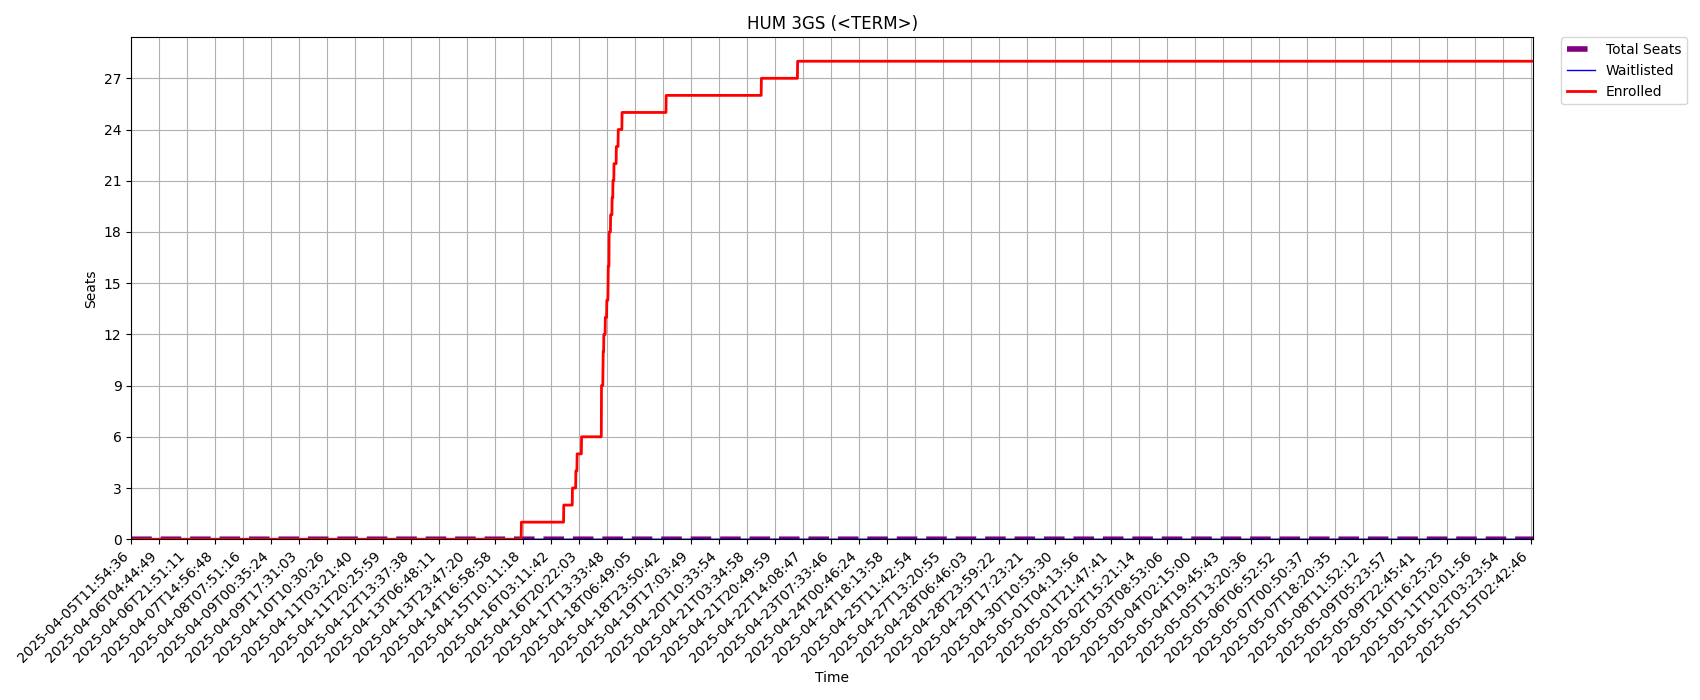 HUM 3GS (<TERM>)
Total Seats
Waitlisted
Enrolled
Seats
27
24
21
18
15
12
9
6
3
0
2025-04-05T11:54:36
2025-04-06T04:44:49
2025-04-06T21:51:11
2025-04-07T14:56:48
2025-04-08T07:51:16
2025-04-09T00:35:24
2025-04-09T17:31:03
2025-04-10T10:30:26
2025-04-11T03:21:40
2025-04-11T20:25:59
2025-04-12T13:37:38
2025-04-13T06:48:11
2025-04-13T23:47:20
2025-04-14T16:58:58
2025-04-15T10:11:18
2025-04-16T03:11:42
2025-04-16T20:22:03
2025-04-17T13:33:48
2025-04-18T06:49:05
2025-04-18T23:50:42
2025-04-19T17:03:49
2025-04-20T10:33:54
2025-04-21T03:34:58
2025-04-21T20:49:59
2025-04-22T14:08:47
2025-04-23T07:33:46
2025-04-24T00:46:24
2025-04-24T18:13:58
2025-04-25T11:42:54
2025-04-27T13:20:55
2025-04-28T06:46:03
2025-04-28T23:59:22
2025-04-29T17:23:21
2025-04-30T10:53:30
2025-05-01T04:13:56
2025-05-01T21:47:41
2025-05-02T15:21:14
2025-05-03T08:53:06
2025-05-04T02:15:00
2025-05-04T19:45:43
2025-05-05T13:20:36
2025-05-06T06:52:52
2025-05-07T00:50:37
2025-05-07T18:20:35
2025-05-08T11:52:12
2025-05-09T05:23:57
2025-05-09T22:45:41
2025-05-10T16:25:25
2025-05-11T10:01:56
2025-05-12T03:23:54
2025-05-15T02:42:46
Time